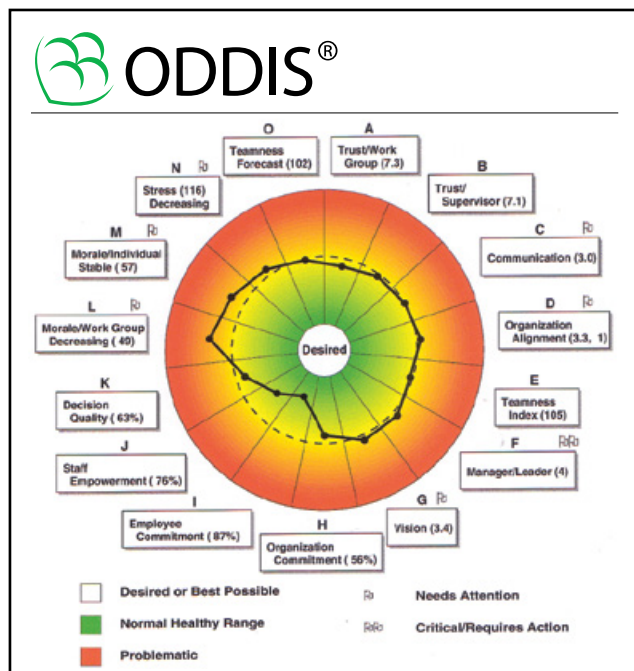 ODDIS®
O
Teamness
Forecast (102)
A
Trust/Work
Group (7.3)
N
Stress (116)
Decreasing
B
Trust/
Supervisor (7.1)
M
Morale/Individual
Stable ( 57)
C
Communication (3.0)
L
Morale/Work Group
Decreasing ( 49)
D
Organization
Alignment (3.3, 1)
Desired
K
Decision
Quality ( 63%)
E
Teamness
Index (105)
J
Staff
Empowerment ( 76%)
F
Manager/Leader (4)
I
Employee
Commitment ( 87%)
H
Organization
Commitment ( 56%)
G
Vision (3.4)
Desired or Best Possible
Needs Attention
Normal Healthy Range
Critical/Requires Action
Problematic